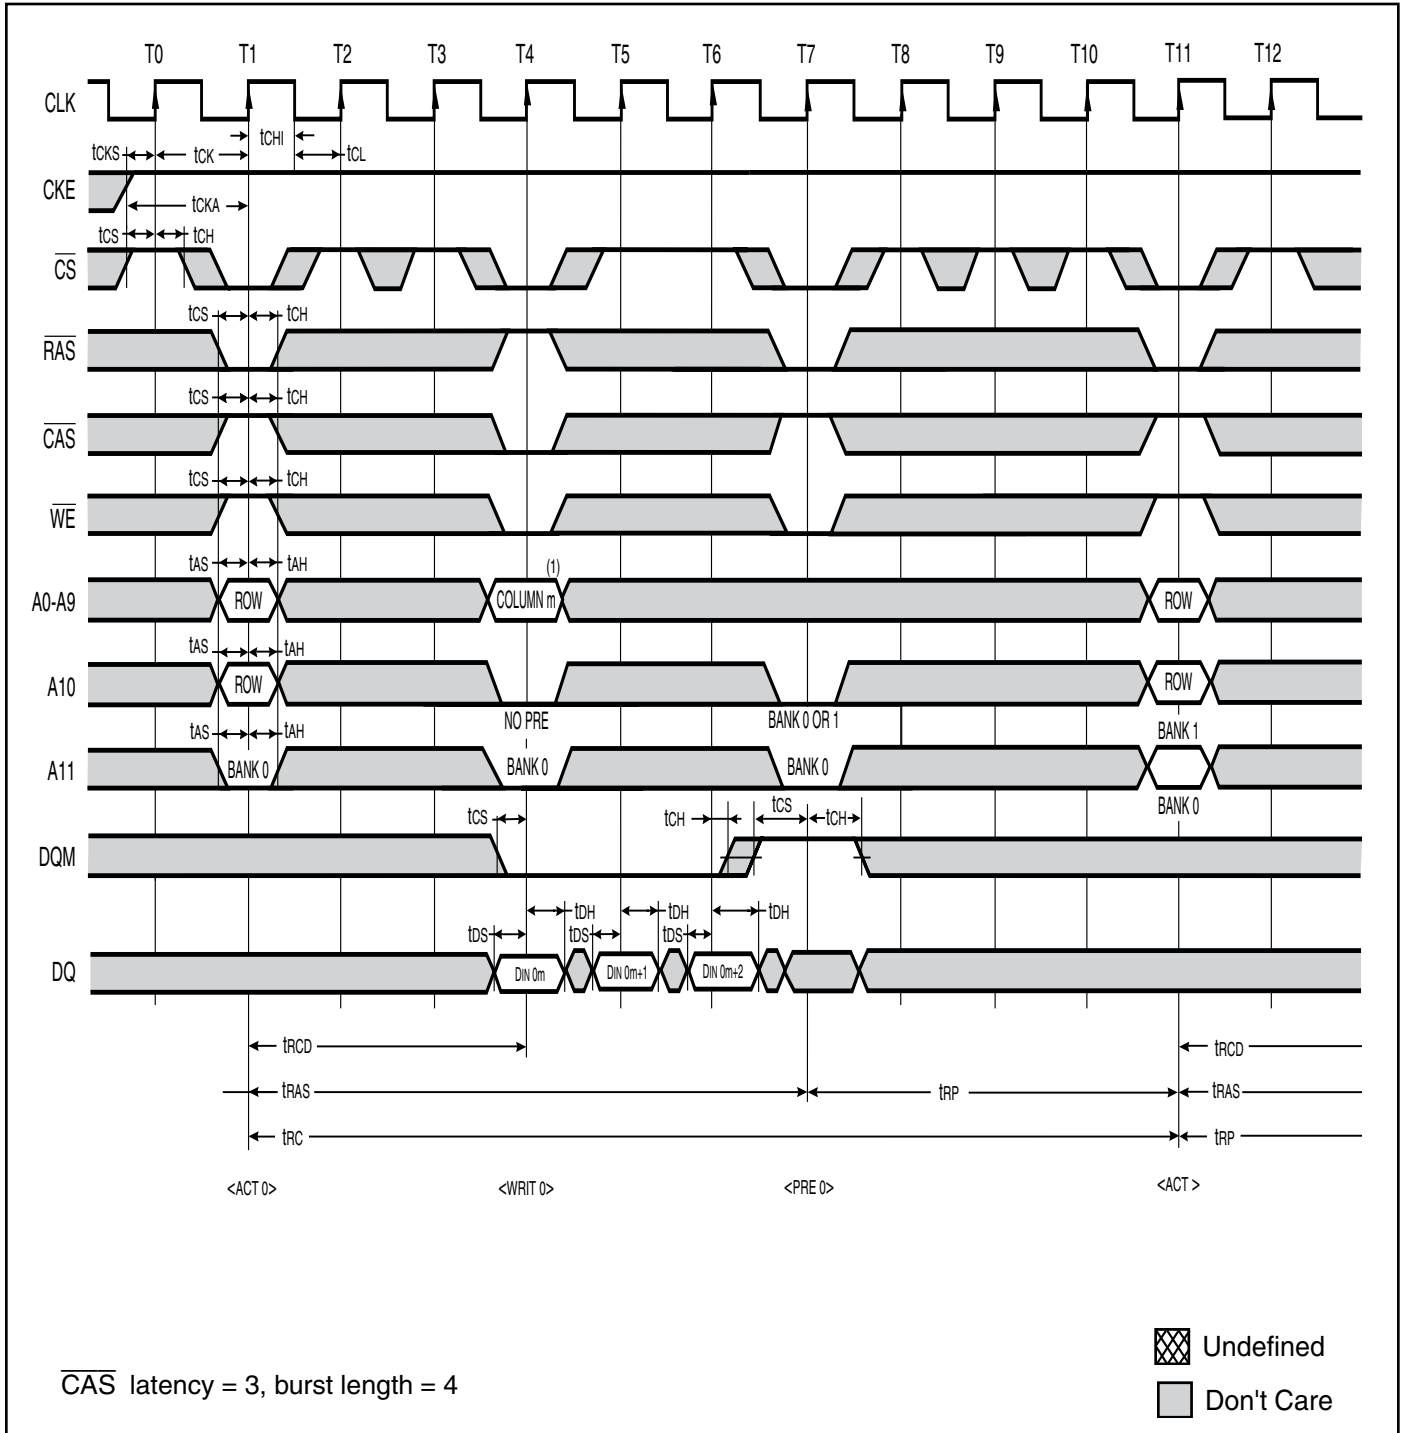 T0 T1 T2 T3 T4 T5 T6 T7 T8 T9 T10 T11 T12
CLK
tCHI
tCKS tCK tCL
CKE
tCKA
tCS tCH
CS
tCS tCH
RAS
tCS tCH
CAS
tCS tCH
WE
tAS tAH (1)
A0-A9 ROW COLUMN m ROW
tAS tAH
A10 ROW ROW
NO PRE BANK 0 OR 1 BANK 1
tAS tAH
A11 BANK 0 BANK 0 BANK 0
BANK 0
tCS tCH tCS tCH
DQM
tDH tDH tDH
tDS tDS tDS
DQ DIN 0m DIN 0m+1 DIN 0m+2
tRCD tRCD
tRAS tRP tRAS
tRC tRP
<ACT 0> <WRIT 0> <PRE 0> <ACT >
Undefined
CAS latency = 3, burst length = 4
Don't Care